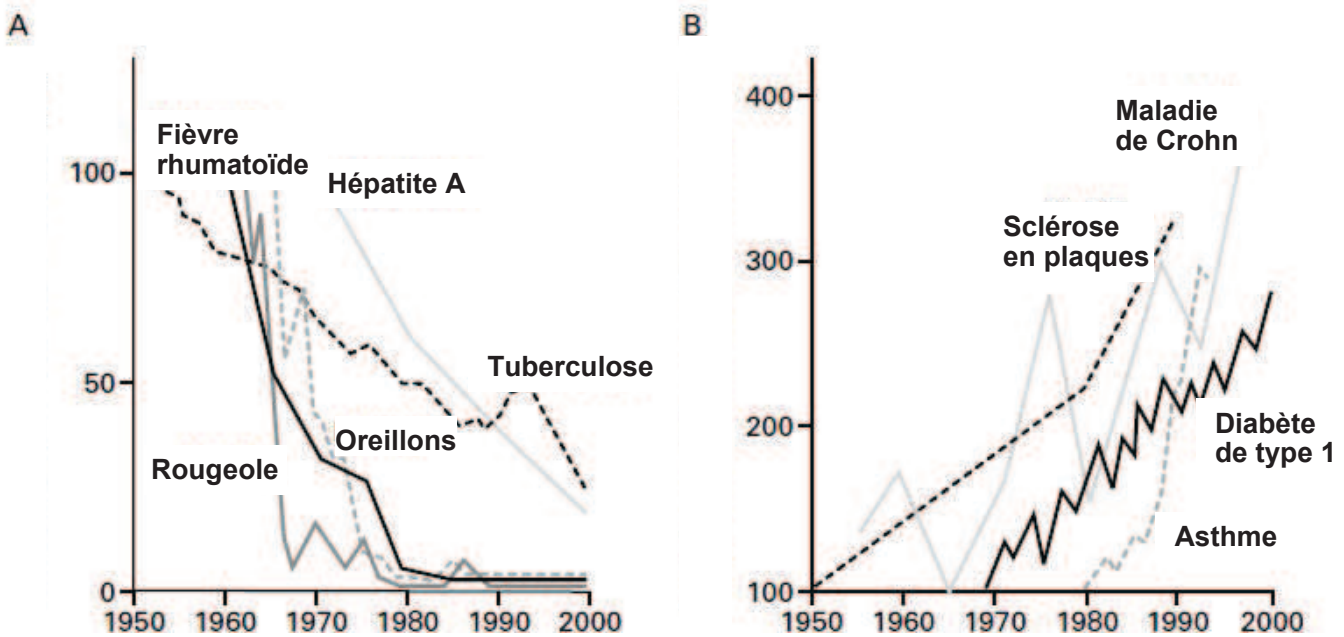 A
Fièvre
rhumatoïde
Hépatite A
100
Tuberculose
50
Oreillons
Rougeole
0
1950 1960 1970 1980 1990 2000
B
400
Maladie
de Crohn
Sclérose
en plaques
300
200
Diabète
de type 1
Asthme
100
1950 1960 1970 1980 1990 2000